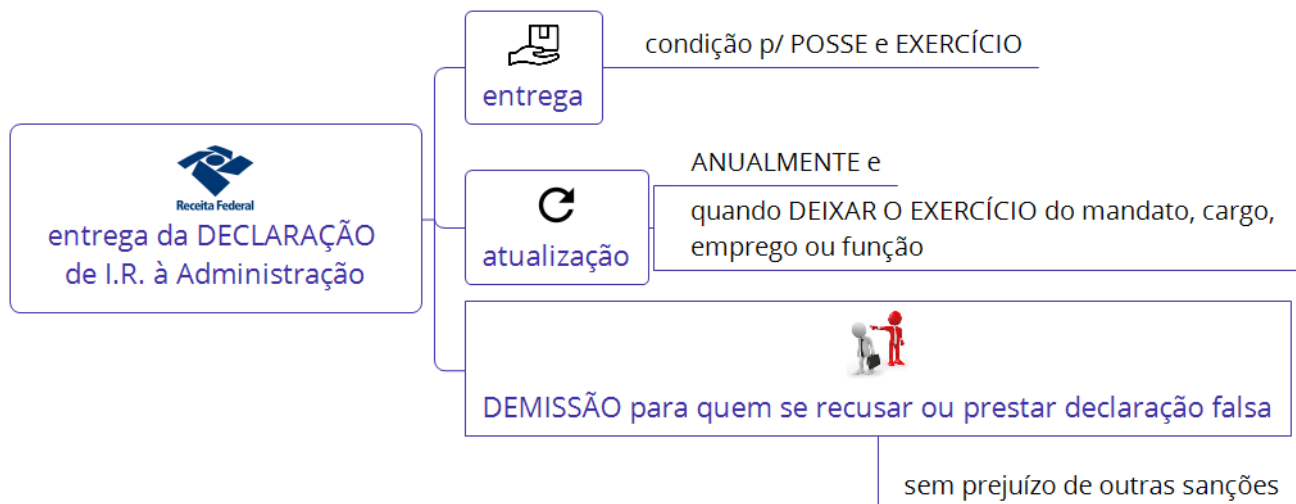 Receita Federal
entrega da DECLARAÇÃO
de I.R. à Administração
entrega
condição p/ POSSE e EXERCÍCIO
atualização
ANUALMENTE e
quando DEIXAR O EXERCÍCIO do mandato, cargo,
emprego ou função
DEMISSÃO para quem se recusar ou prestar declaração falsa
sem prejuízo de outras sanções